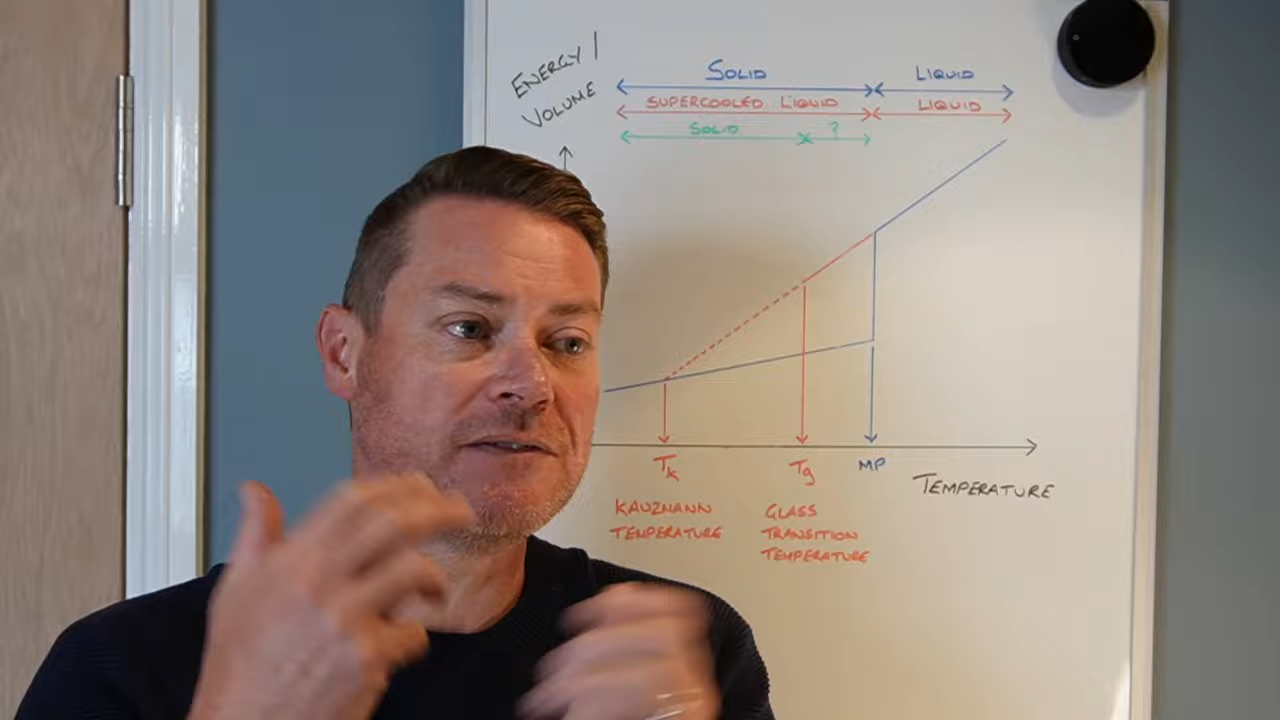 ENERGY /
VOLUME
SOLID LIQUID
SUPERCOOLED LIQUID LIQUID
SOLID ?
Tk Tg MP
TEMPERATURE
KAUZMANN
TEMPERATURE
GLASS
TRANSITION
TEMPERATURE